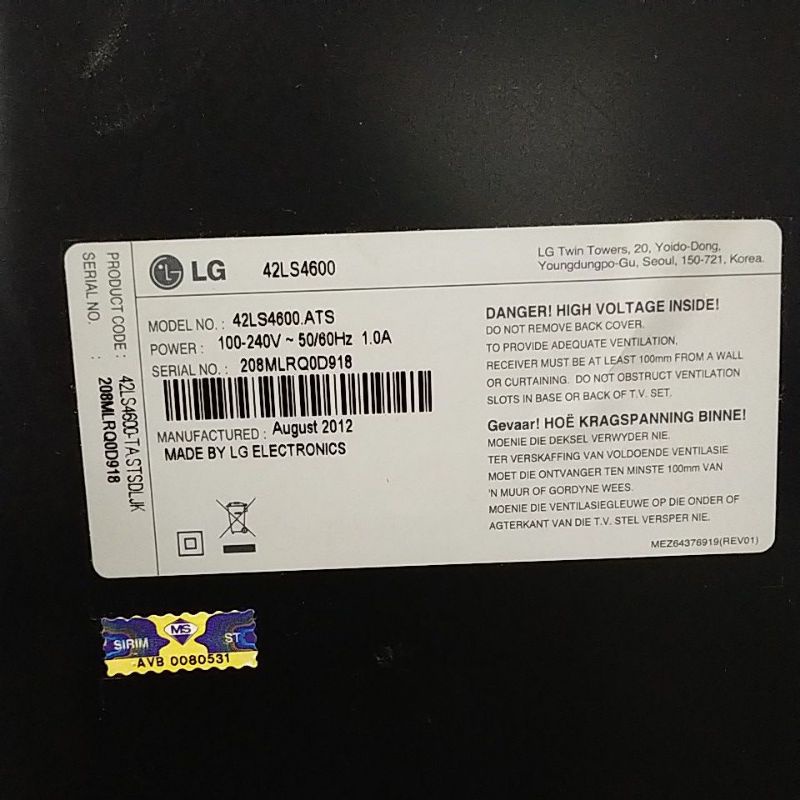 LG 42LS4600
LG Twin Towers, 20, Yoido-Dong,
Youngdungpo-Gu, Seoul, 150-721, Korea.
PRODUCT CODE : 42LS4600-TA.STSDLJK
SERIAL NO. : 208MLRQ0D918
MODEL NO. : 42LS4600.ATS
POWER : 100-240V ~ 50/60Hz 1.0A
SERIAL NO. : 208MLRQ0D918
MANUFACTURED : August 2012
MADE BY LG ELECTRONICS
DANGER! HIGH VOLTAGE INSIDE!
DO NOT REMOVE BACK COVER.
TO PROVIDE ADEQUATE VENTILATION,
RECEIVER MUST BE AT LEAST 100mm FROM A WALL
OR CURTAINING. DO NOT OBSTRUCT VENTILATION
SLOTS IN BASE OR BACK OF T.V. SET.
Gevaar! HOË KRAGSPANNING BINNE!
MOENIE DIE DEKSEL VERWYDER NIE.
TER VERSKAFFING VAN VOLDOENDE VENTILASIE
MOET DIE ONTVANGER TEN MINSTE 100mm VAN
'N MUUR OF GORDYNE WEES.
MOENIE DIE VENTILASIEGLEUWE OP DIE ONDER OF
AGTERKANT VAN DIE T.V. STEL VERSPER NIE.
MEZ64376919(REV01)
SIRIM MS ST
AVB 0080531